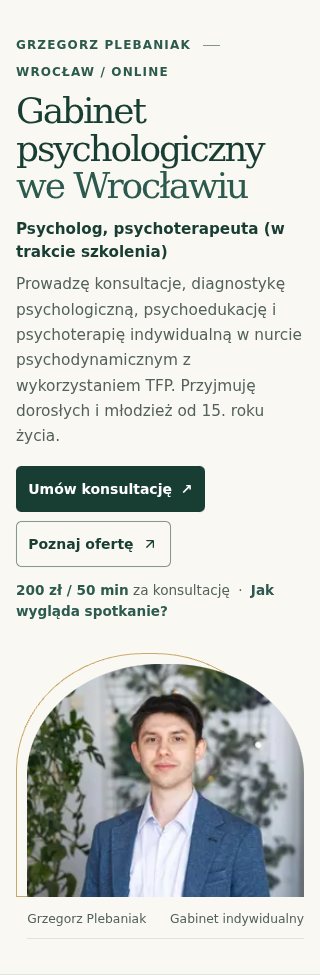 GRZEGORZ PLEBANIAK —
WROCŁAW / ONLINE
Gabinet
psychologiczny
we Wrocławiu
Psycholog, psychoterapeuta (w
trakcie szkolenia)
Prowadzę konsultacje, diagnostykę
psychologiczną, psychoedukację i
psychoterapię indywidualną w nurcie
psychodynamicznym z
wykorzystaniem TFP. Przyjmuję
dorosłych i młodzież od 15. roku
życia.
Umów konsultację ↗
Poznaj ofertę ↗
200 zł / 50 min za konsultację · Jak
wygląda spotkanie?
Grzegorz Plebaniak Gabinet indywidualny